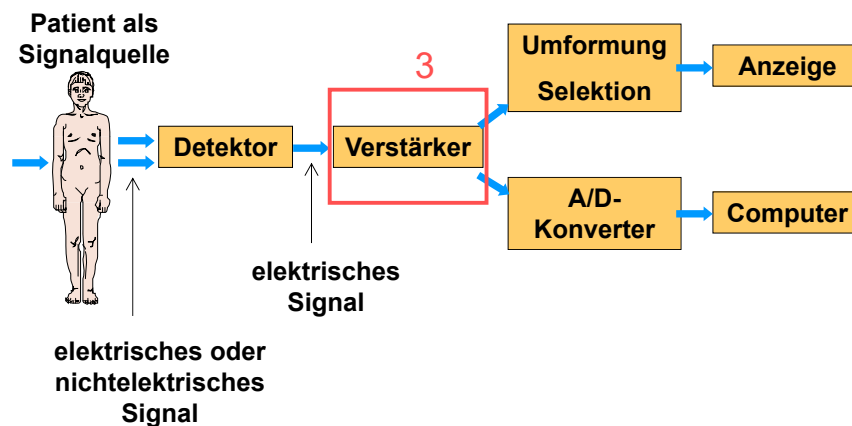 Patient als
Signalquelle
3
Umformung
Selektion
Anzeige
Detektor
Verstärker
A/D-
Konverter
Computer
elektrisches
Signal
elektrisches oder
nichtelektrisches
Signal